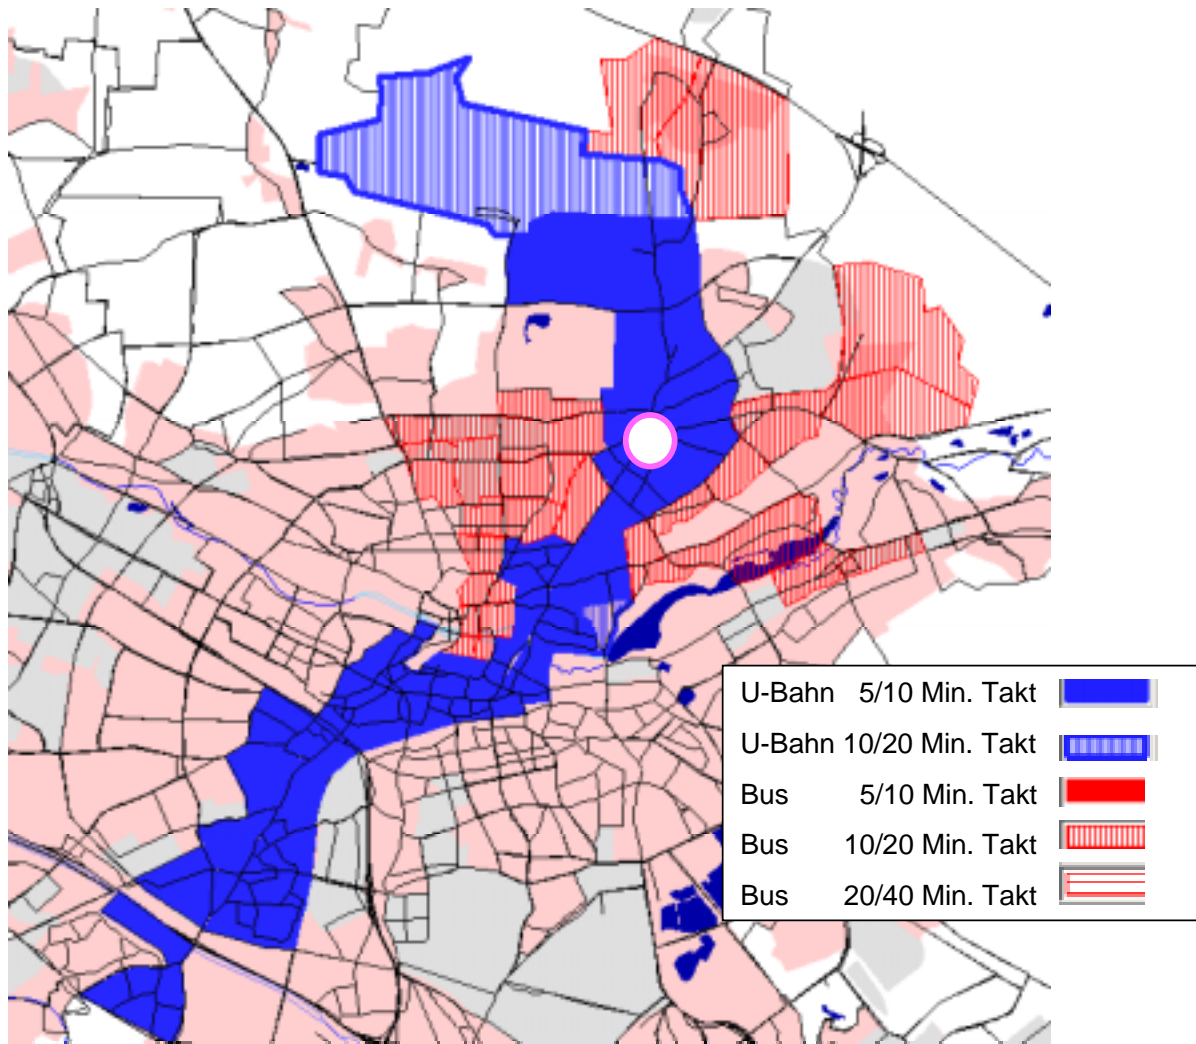 U-Bahn 5/10 Min. Takt
U-Bahn 10/20 Min. Takt
Bus 5/10 Min. Takt
Bus 10/20 Min. Takt
Bus 20/40 Min. Takt